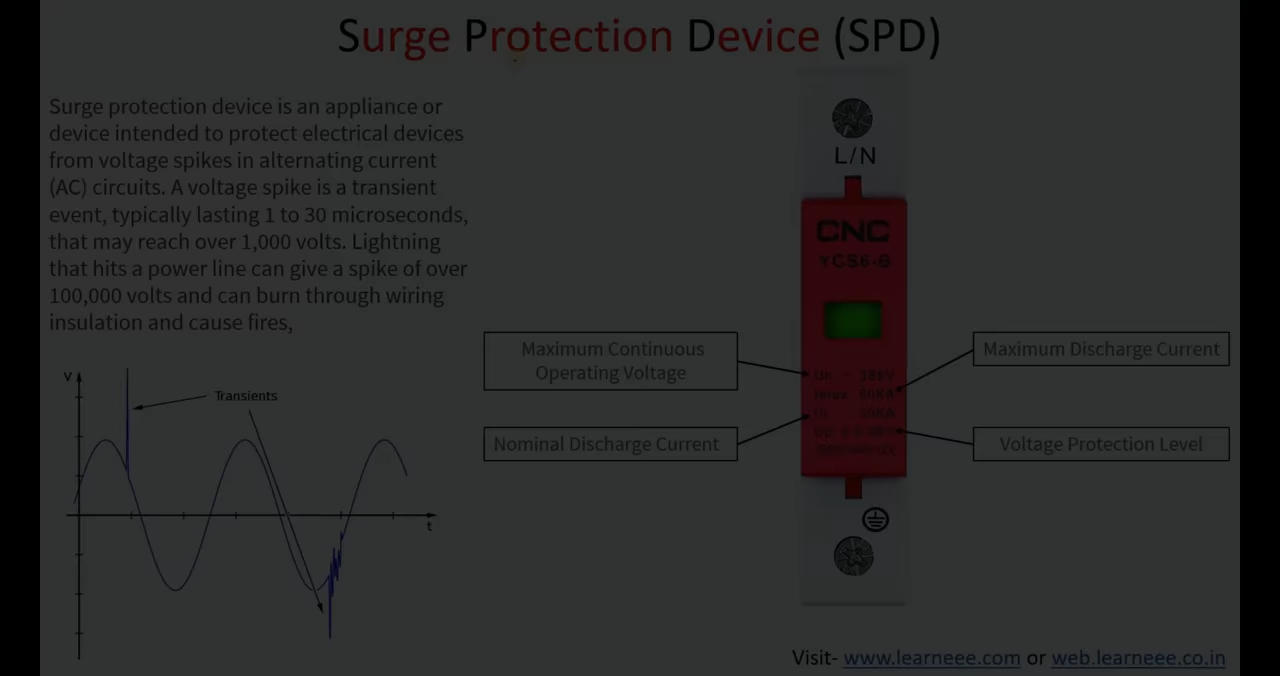 Surge Protection Device (SPD)
Surge protection device is an appliance or
device intended to protect electrical devices
from voltage spikes in alternating current
(AC) circuits. A voltage spike is a transient
event, typically lasting 1 to 30 microseconds,
that may reach over 1,000 volts. Lightning
that hits a power line can give a spike of over
100,000 volts and can burn through wiring
insulation and cause fires,
V
Transients
t
L/N
CNC
YCS6-B
Maximum Continuous
Operating Voltage
Nominal Discharge Current
Maximum Discharge Current
Voltage Protection Level
Imax 60KA
Visit- www.learneee.com or web.learneee.co.in